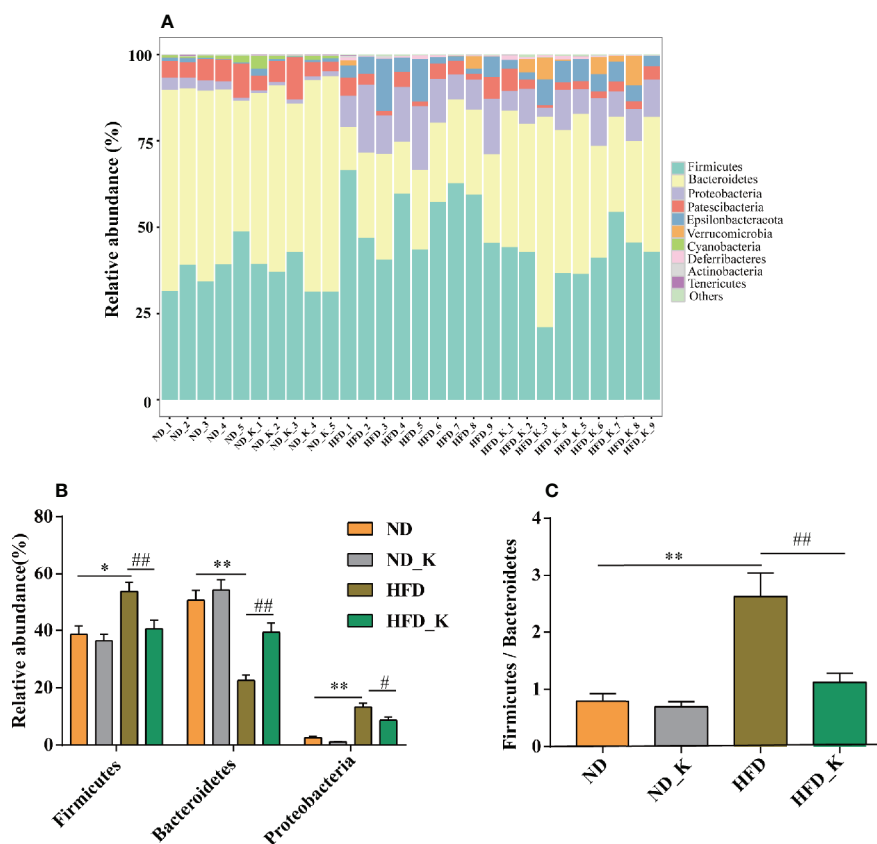 A
Relative abundance (%)
100
75
50
25
0
ND_1
ND_2
ND_3
ND_4
ND_5
ND_K_1
ND_K_2
ND_K_3
ND_K_4
ND_K_5
HFD_1
HFD_2
HFD_3
HFD_4
HFD_5
HFD_6
HFD_7
HFD_8
HFD_9
HFD_K_1
HFD_K_2
HFD_K_3
HFD_K_4
HFD_K_5
HFD_K_6
HFD_K_7
HFD_K_8
HFD_K_9
Firmicutes
Bacteroidetes
Proteobacteria
Patescibacteria
Epsilonbacteraeota
Verrucomicrobia
Cyanobacteria
Deferribacteres
Actinobacteria
Tenericutes
Others
B
Relative abundance(%)
80
60
40
20
0
* ##
** ##
** #
Firmicutes
Bacteroidetes
Proteobacteria
ND
ND_K
HFD
HFD_K
C
Firmicutes / Bacteroidetes
4
3
2
1
0
** ##
ND
ND_K
HFD
HFD_K